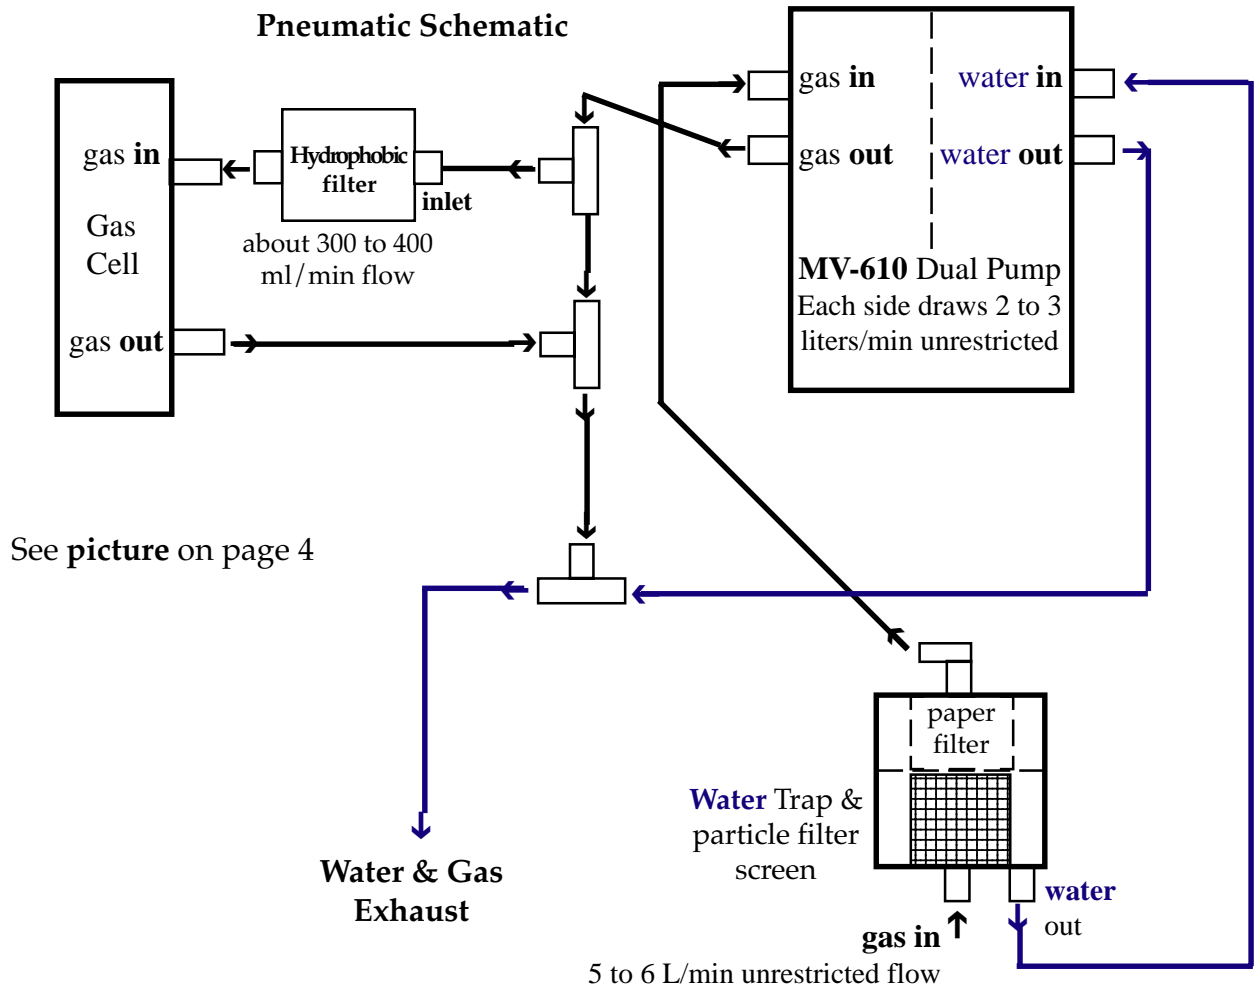 Pneumatic Schematic
gas in
Gas
Cell
gas out
Hydrophobic
filter
inlet
about 300 to 400
ml/min flow
gas in
gas out
water in
water out
MV-610 Dual Pump
Each side draws 2 to 3
liters/min unrestricted
See picture on page 4
paper
filter
Water Trap &
particle filter
screen
Water & Gas
Exhaust
water
out
gas in
5 to 6 L/min unrestricted flow